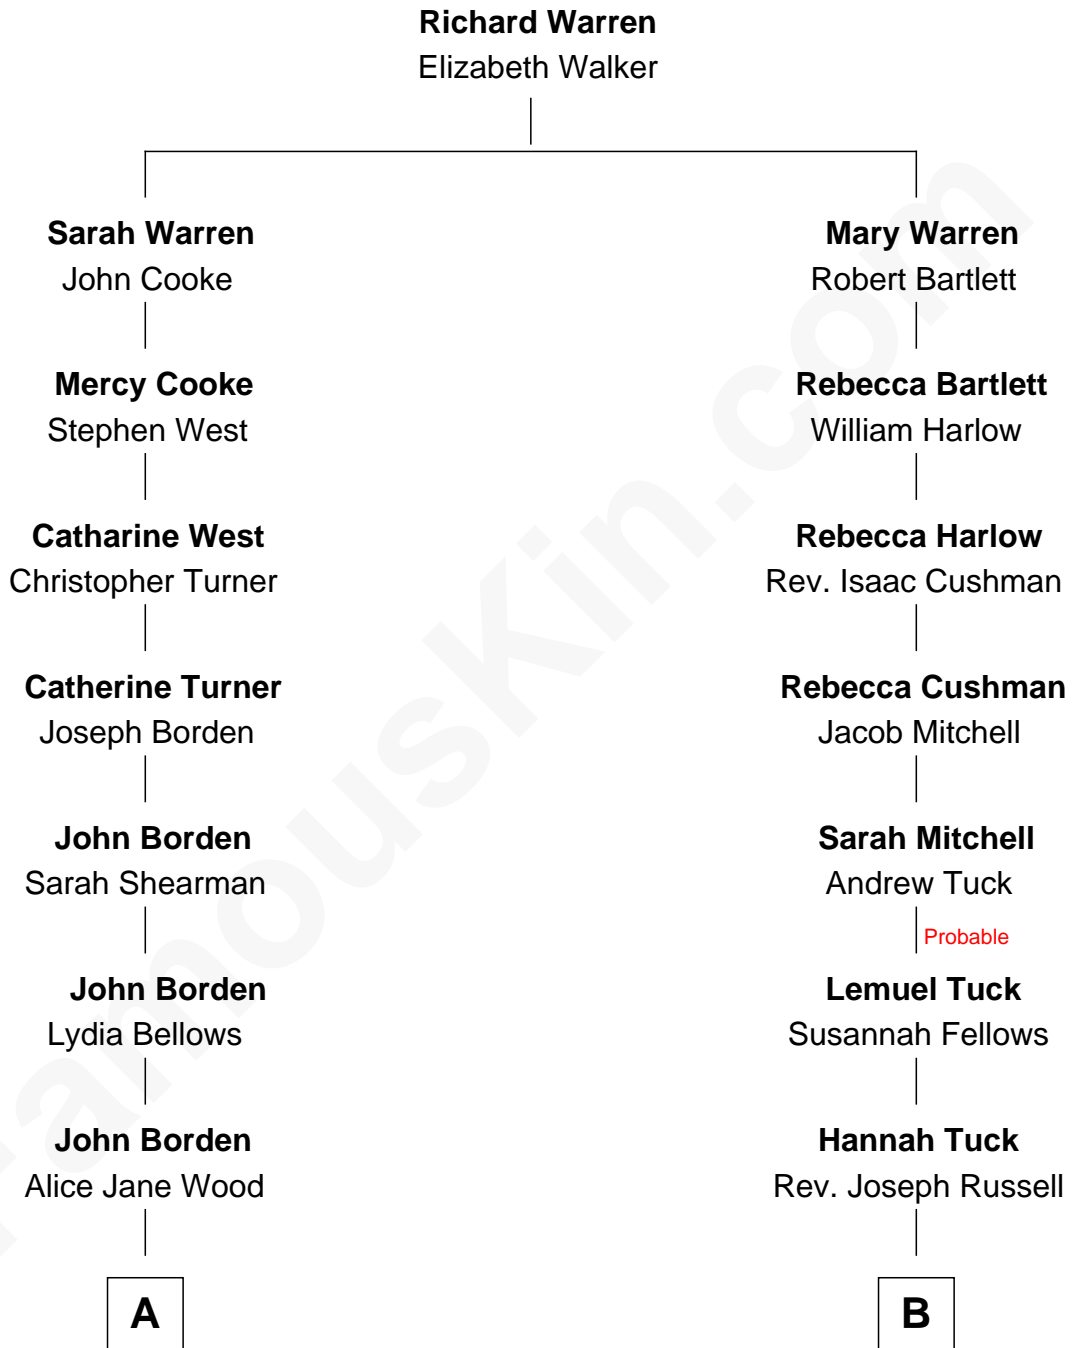 Richard Warren
Elizabeth Walker
Sarah Warren
John Cooke
Mary Warren
Robert Bartlett
Mercy Cooke
Stephen West
Rebecca Bartlett
William Harlow
Catharine West
Christopher Turner
Rebecca Harlow
Rev. Isaac Cushman
Catherine Turner
Joseph Borden
Rebecca Cushman
Jacob Mitchell
John Borden
Sarah Shearman
Sarah Mitchell
Andrew Tuck
Probable
John Borden
Lydia Bellows
Lemuel Tuck
Susannah Fellows
John Borden
Alice Jane Wood
Hannah Tuck
Rev. Joseph Russell
A
B
FamousKin.com